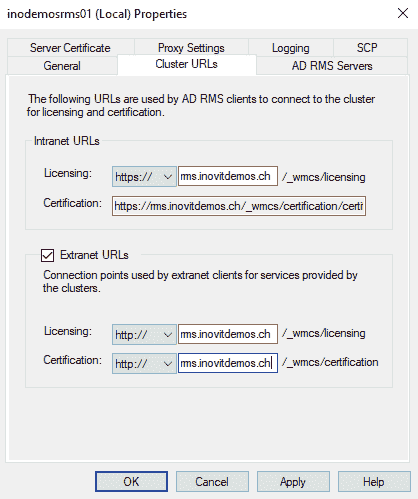 inodemosrms01 (Local) Properties
Server Certificate Proxy Settings Logging SCP
General Cluster URLs AD RMS Servers
The following URLs are used by AD RMS clients to connect to the cluster
for licensing and certification.
Intranet URLs
Licensing: https:// rms.inovitdemos.ch /_wmcs/licensing
Certification: https://rms.inovitdemos.ch/_wmcs/certification/certif
Extranet URLs
Connection points used by extranet clients for services provided by
the clusters.
Licensing: http:// rms.inovitdemos.ch /_wmcs/licensing
Certification: http:// rms.inovitdemos.ch /_wmcs/certification
OK Cancel Apply Help